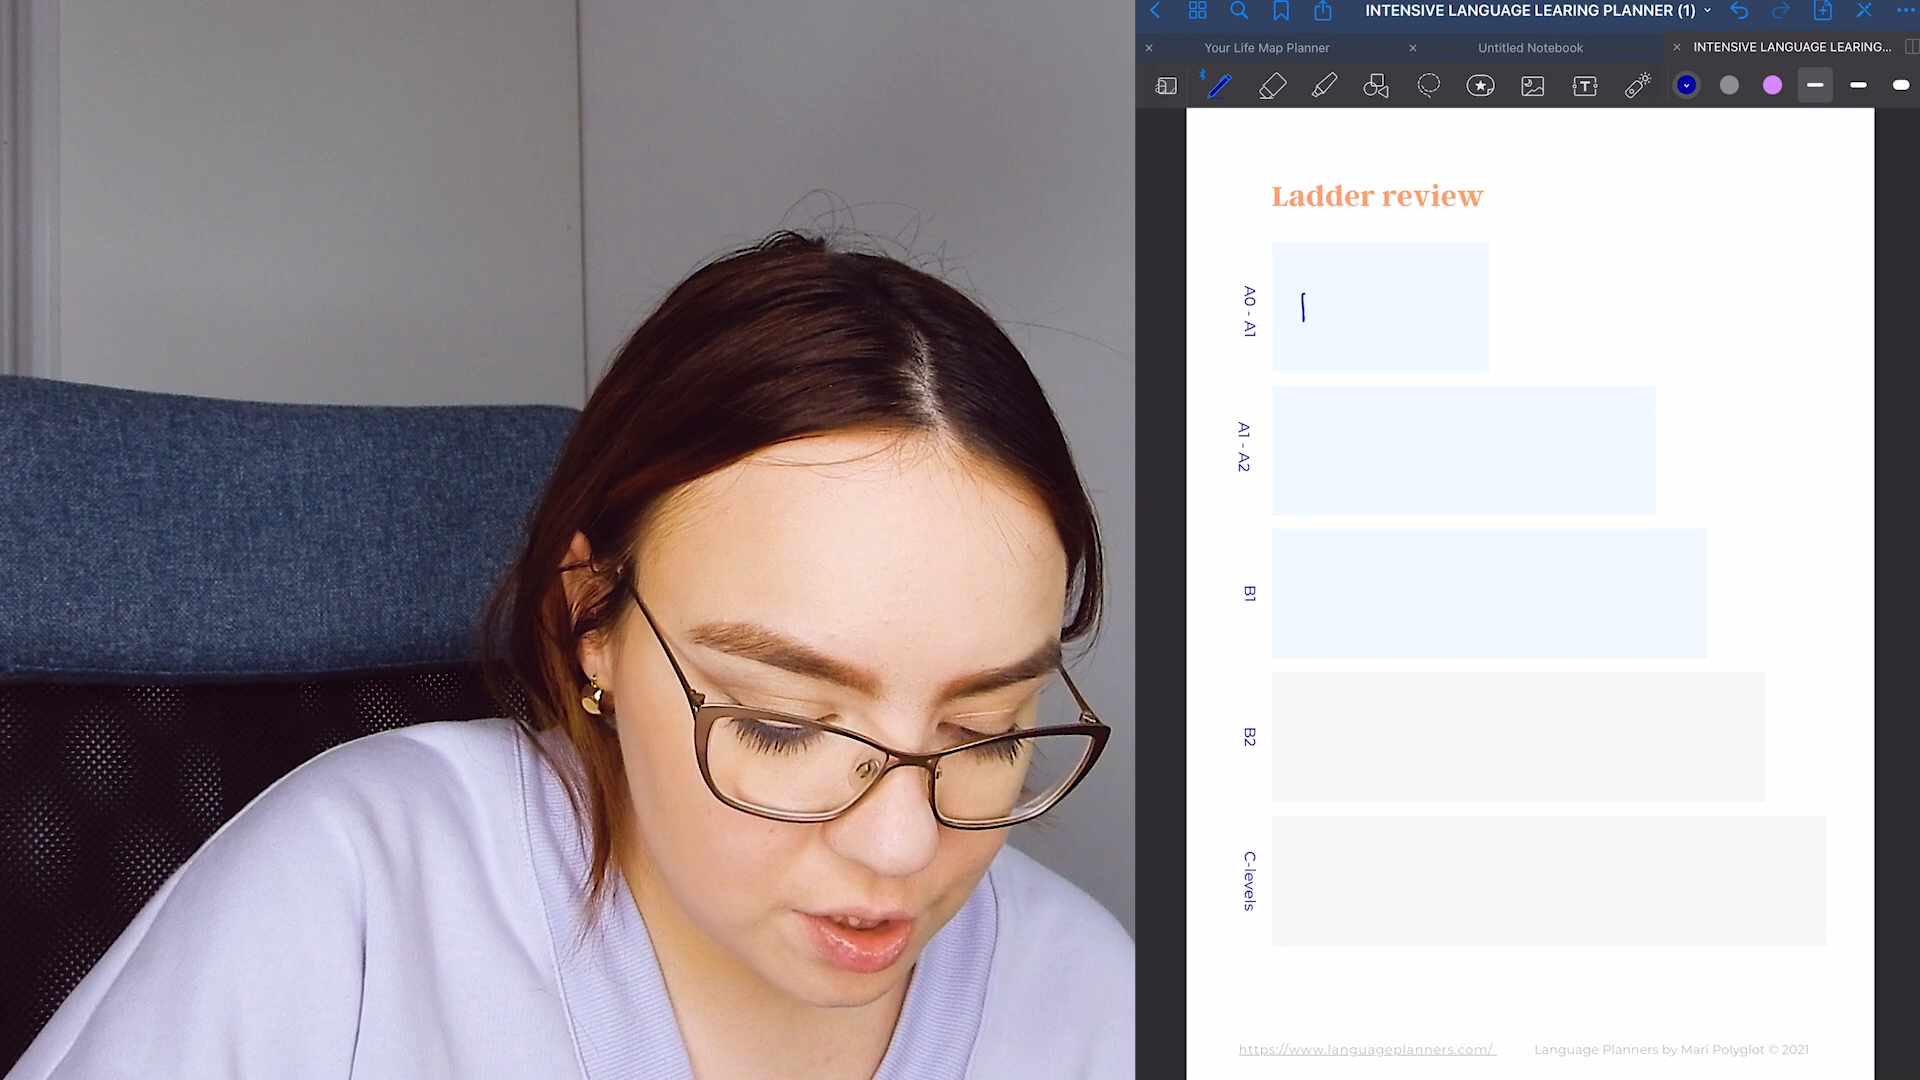 INTENSIVE LANGUAGE LEARING PLANNER (1)
Your Life Map Planner
Untitled Notebook
INTENSIVE LANGUAGE LEARING...
Ladder review
A0 - A1
A1 - A2
B1
B2
C-levels
https://www.languageplanners.com/
Language Planners by Mari Polyglot © 2021